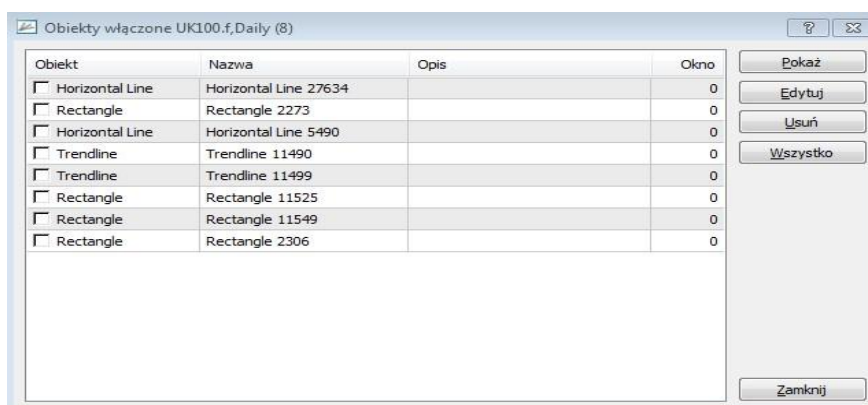 Obiekty włączone UK100.f,Daily (8)
Obiekt Nazwa Opis Okno
Horizontal Line Horizontal Line 27634 0
Rectangle Rectangle 2273 0
Horizontal Line Horizontal Line 5490 0
Trendline Trendline 11490 0
Trendline Trendline 11499 0
Rectangle Rectangle 11525 0
Rectangle Rectangle 11549 0
Rectangle Rectangle 2306 0
Pokaż
Edytuj
Usuń
Wszystko
Zamknij